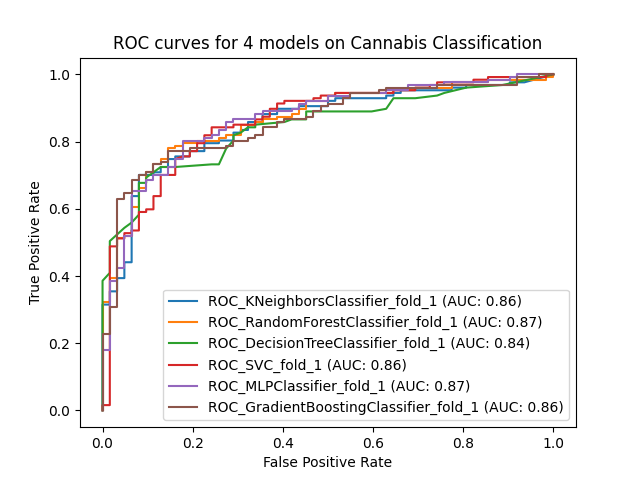 ROC curves for 4 models on Cannabis Classification
1.0
0.8
0.6
0.4
0.2
0.0
True Positive Rate
ROC_KNeighborsClassifier_fold_1 (AUC: 0.86)
ROC_RandomForestClassifier_fold_1 (AUC: 0.87)
ROC_DecisionTreeClassifier_fold_1 (AUC: 0.84)
ROC_SVC_fold_1 (AUC: 0.86)
ROC_MLPClassifier_fold_1 (AUC: 0.87)
ROC_GradientBoostingClassifier_fold_1 (AUC: 0.86)
0.0 0.2 0.4 0.6 0.8 1.0
False Positive Rate